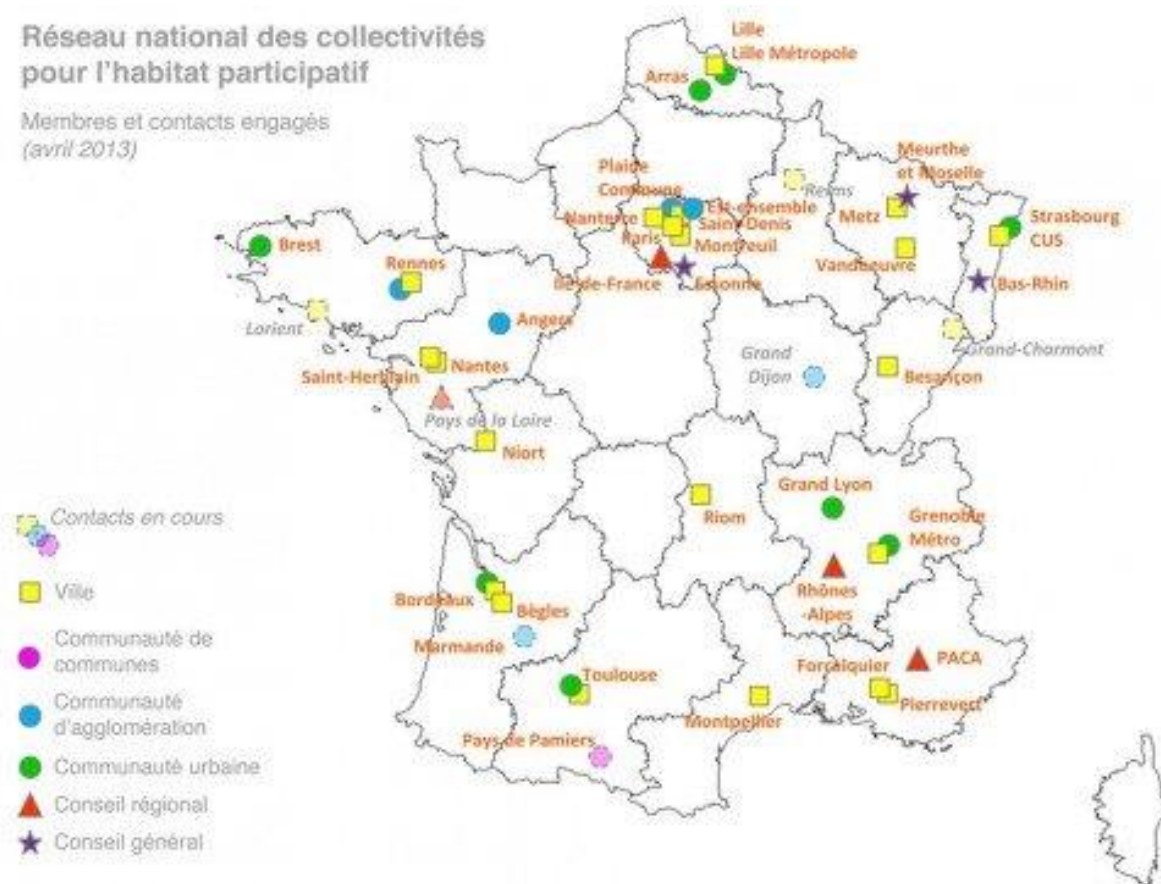 Réseau national des collectivités
pour l'habitat participatif
Membres et contacts engagés
(avril 2013)
Lille
Lille Métropole
Arras
Meurthe
et Moselle
Plaine
Commune
Reims
Nanterre
Est-ensemble
Saint-Denis
Paris
Montreuil
Metz
Strasbourg
CUS
Brest
Rennes
Vandoeuvre
Ile-de-France
Essonne
Bas-Rhin
Lorient
Angers
Grand-Charmont
Grand
Dijon
Saint-Herblain
Nantes
Besançon
Pays de la Loire
Niort
Grand Lyon
Riom
Grenoble
Métro
Contacts en cours
Ville
Rhônes
-Alpes
Bordeaux
Bègles
Communauté de
communes
Marmande
Forcalquier
PACA
Toulouse
Communauté
d'agglomération
Montpellier
Pierrevert
Pays de Pamiers
Communauté urbaine
Conseil régional
Conseil général